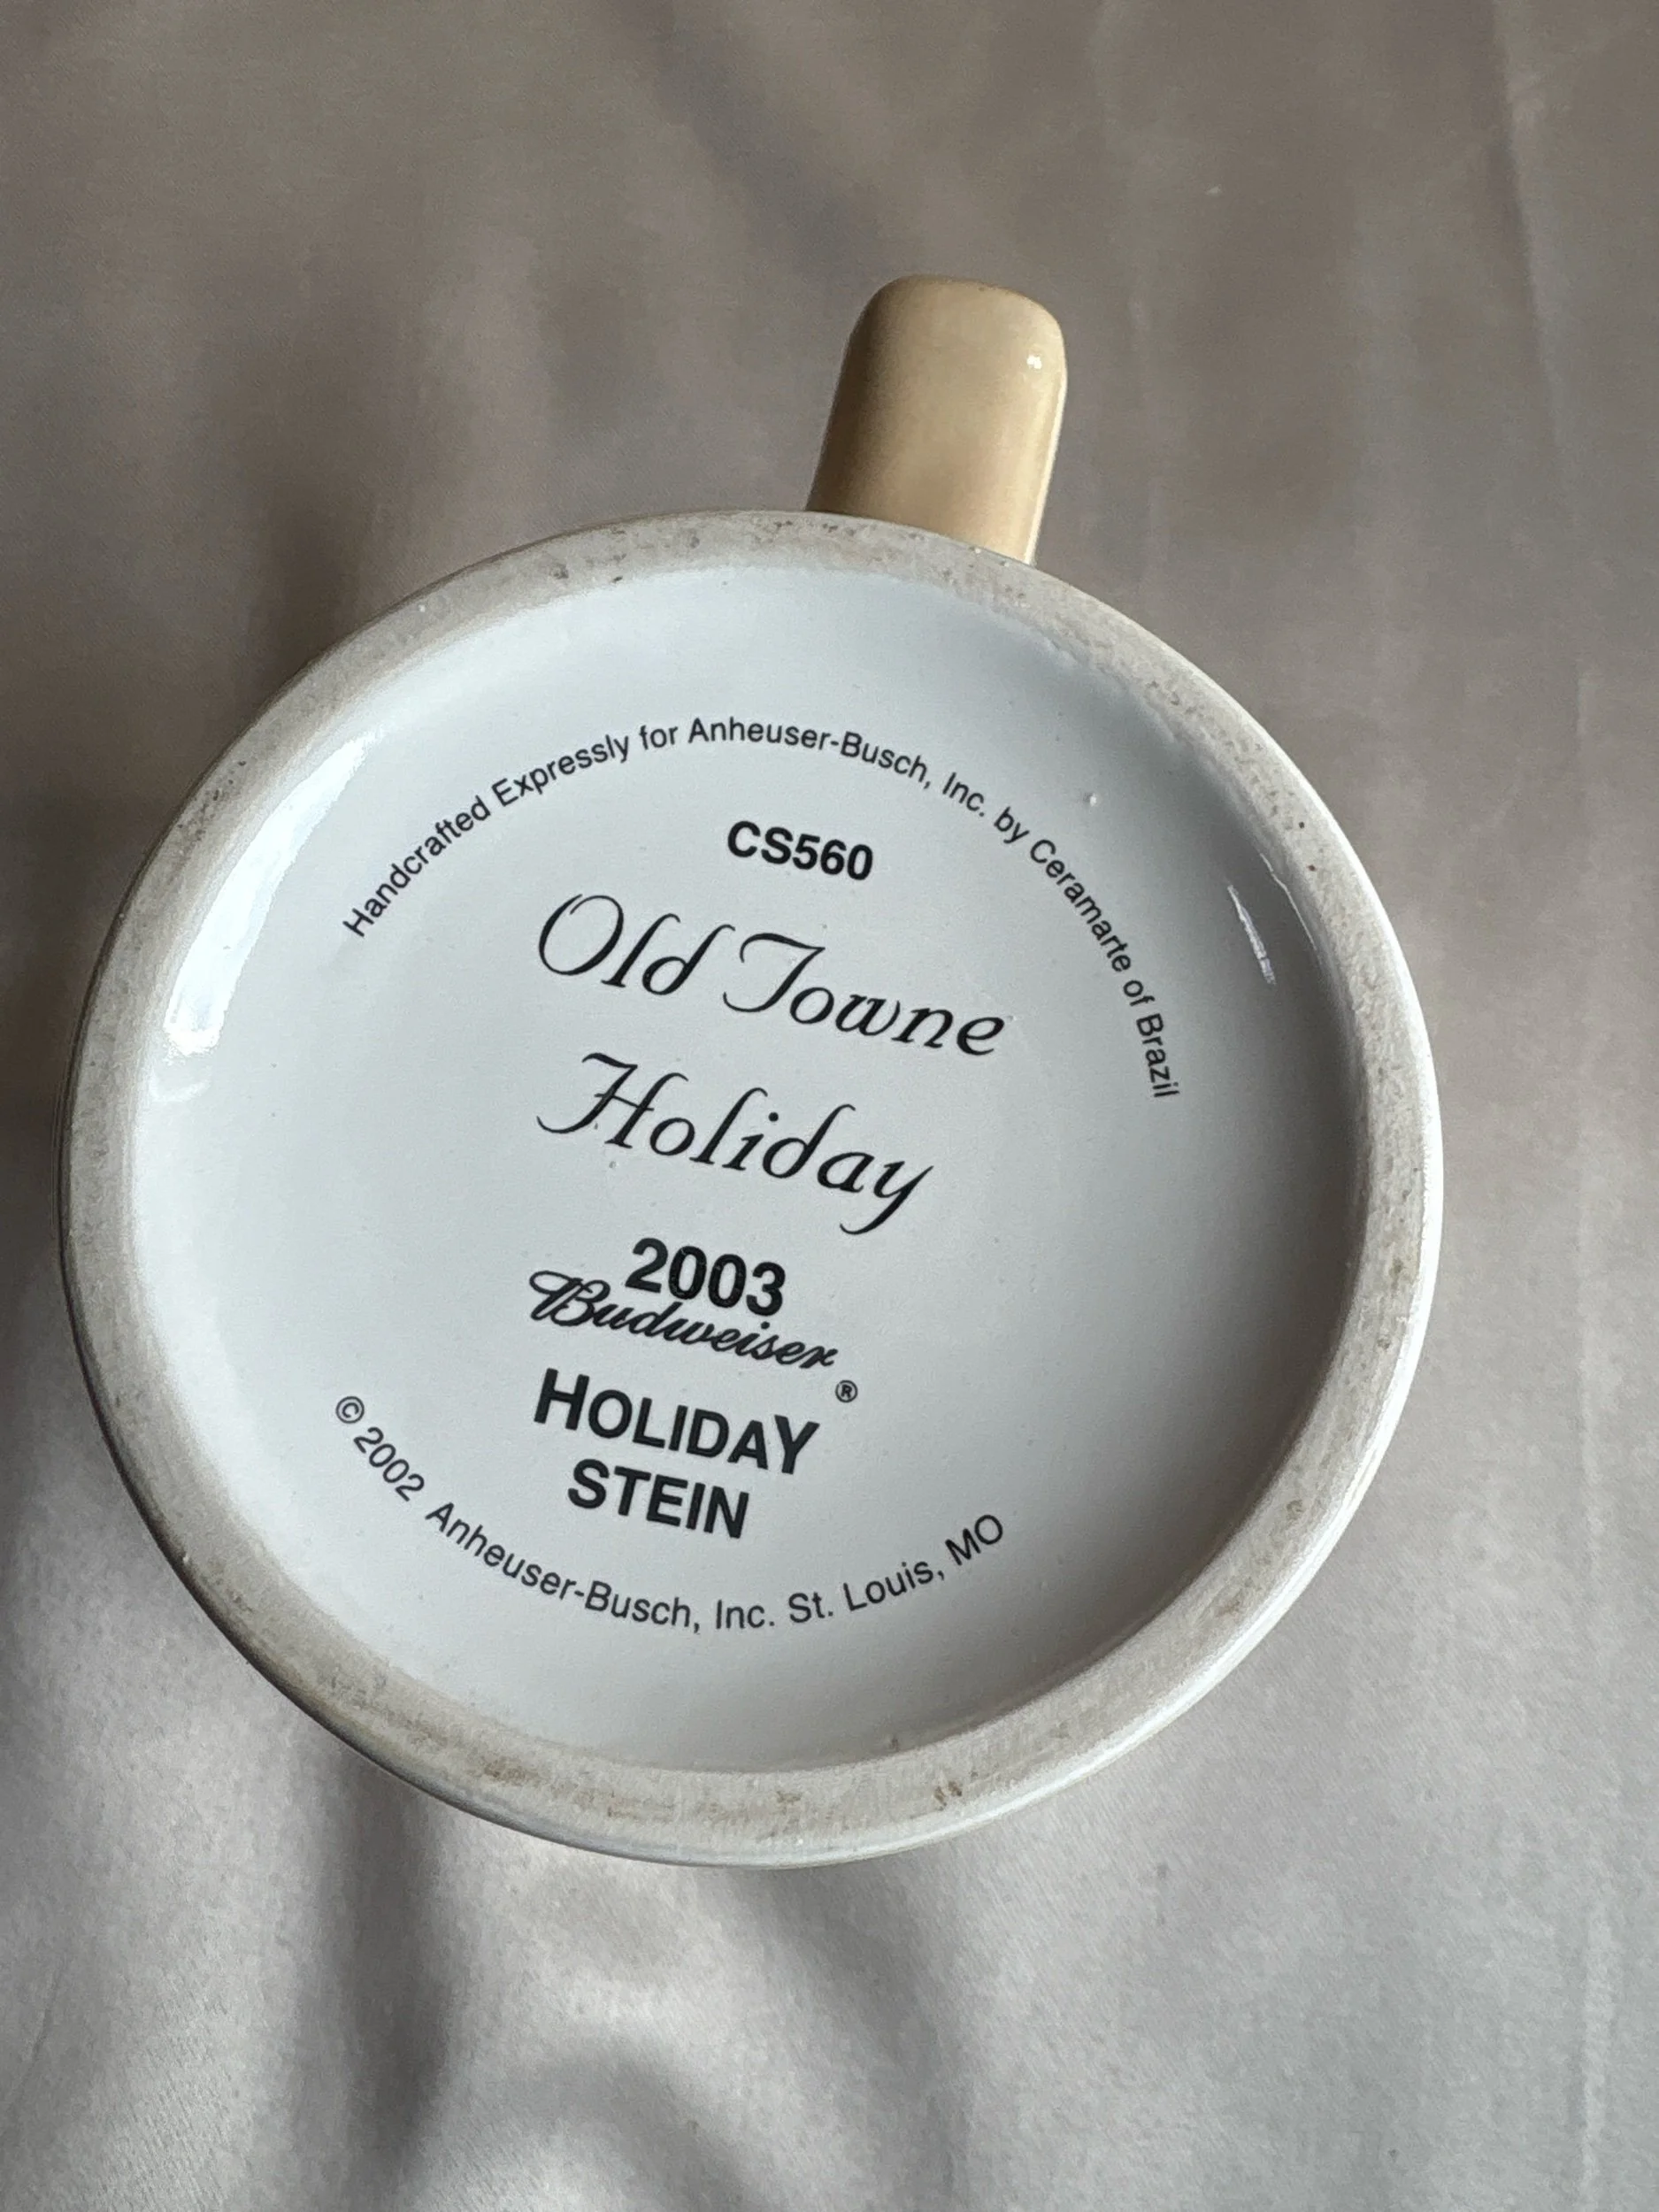 Handcrafted Expressly for Anheuser-Busch, Inc. by Ceramarte of Brazil
CS560
Old Towne
Holiday
2003
Budweiser®
HOLIDAY
STEIN
© 2002 Anheuser-Busch, Inc. St. Louis, MO